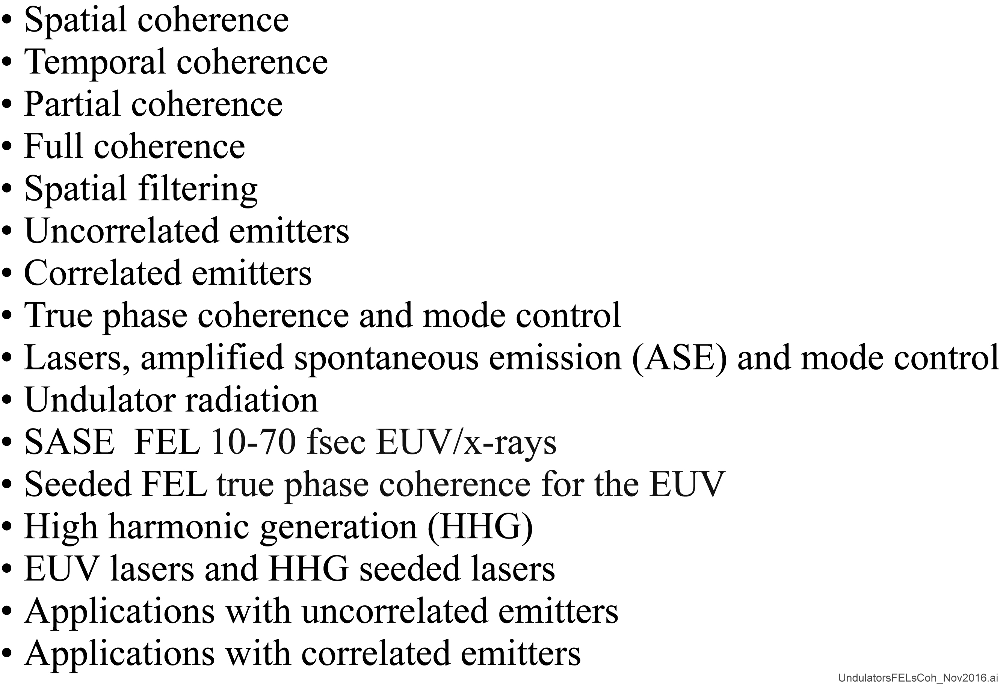 • Spatial coherence
• Temporal coherence
• Partial coherence
• Full coherence
• Spatial filtering
• Uncorrelated emitters
• Correlated emitters
• True phase coherence and mode control
• Lasers, amplified spontaneous emission (ASE) and mode control
• Undulator radiation
• SASE FEL 10-70 fsec EUV/x-rays
• Seeded FEL true phase coherence for the EUV
• High harmonic generation (HHG)
• EUV lasers and HHG seeded lasers
• Applications with uncorrelated emitters
• Applications with correlated emitters
UndulatorsFELsCoh_Nov2016.ai